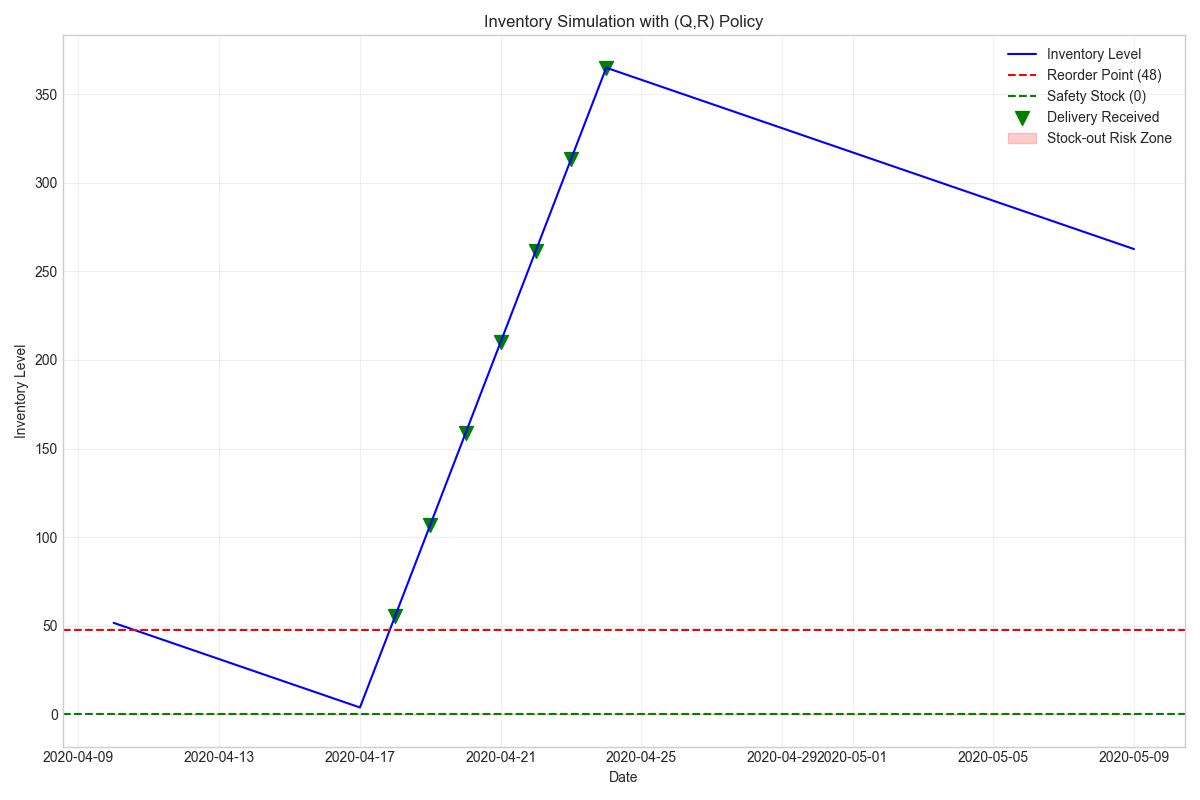 Inventory Simulation with (Q,R) Policy
Inventory Level
Reorder Point (48)
Safety Stock (0)
Delivery Received
Stock-out Risk Zone
Inventory Level
350
300
250
200
150
100
50
0
2020-04-09 2020-04-13 2020-04-17 2020-04-21 2020-04-25 2020-04-29 2020-05-01 2020-05-05 2020-05-09
Date